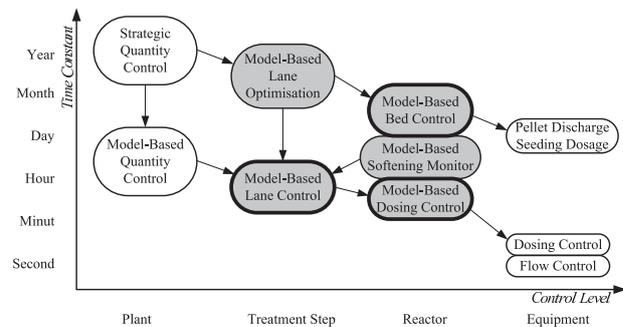 Time Constant
Year
Month
Day
Hour
Minut
Second
Strategic
Quantity
Control
Model-Based
Lane
Optimisation
Model-Based
Bed Control
Pellet Discharge
Seeding Dosage
Model-Based
Quantity
Control
Model-Based
Softening Monitor
Model-Based
Lane Control
Model-Based
Dosing Control
Dosing Control
Flow Control
Control Level
Plant
Treatment Step
Reactor
Equipment